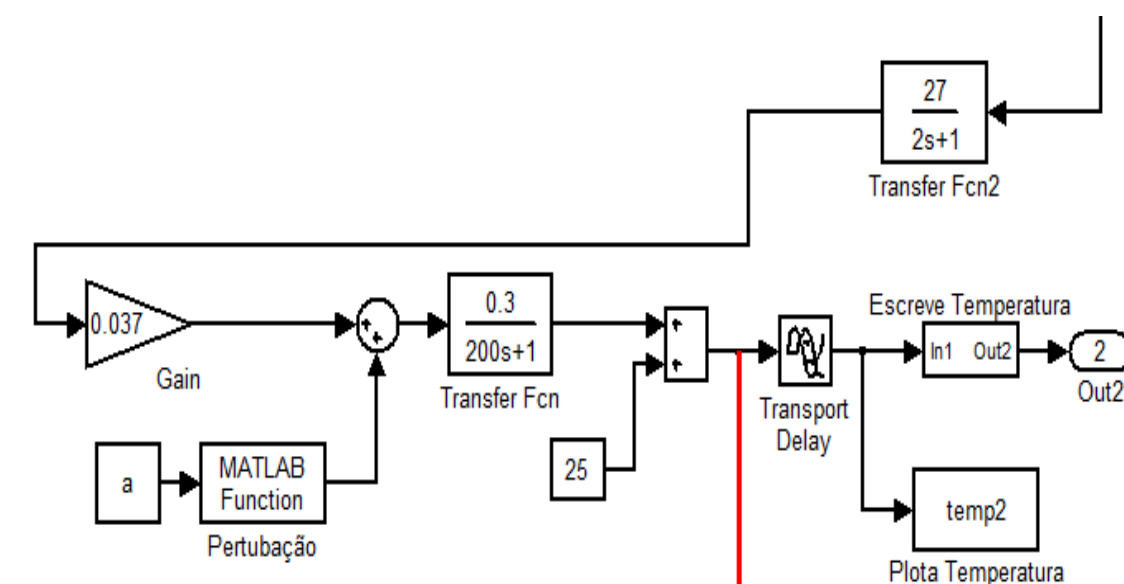 27
2s+1
Transfer Fcn2
0.037
Gain
+
+
0.3
200s+1
Transfer Fcn
+
+
25
Transport
Delay
Escreve Temperatura
In1 Out2
2
Out2
a
MATLAB
Function
Pertubação
temp2
Plota Temperatura